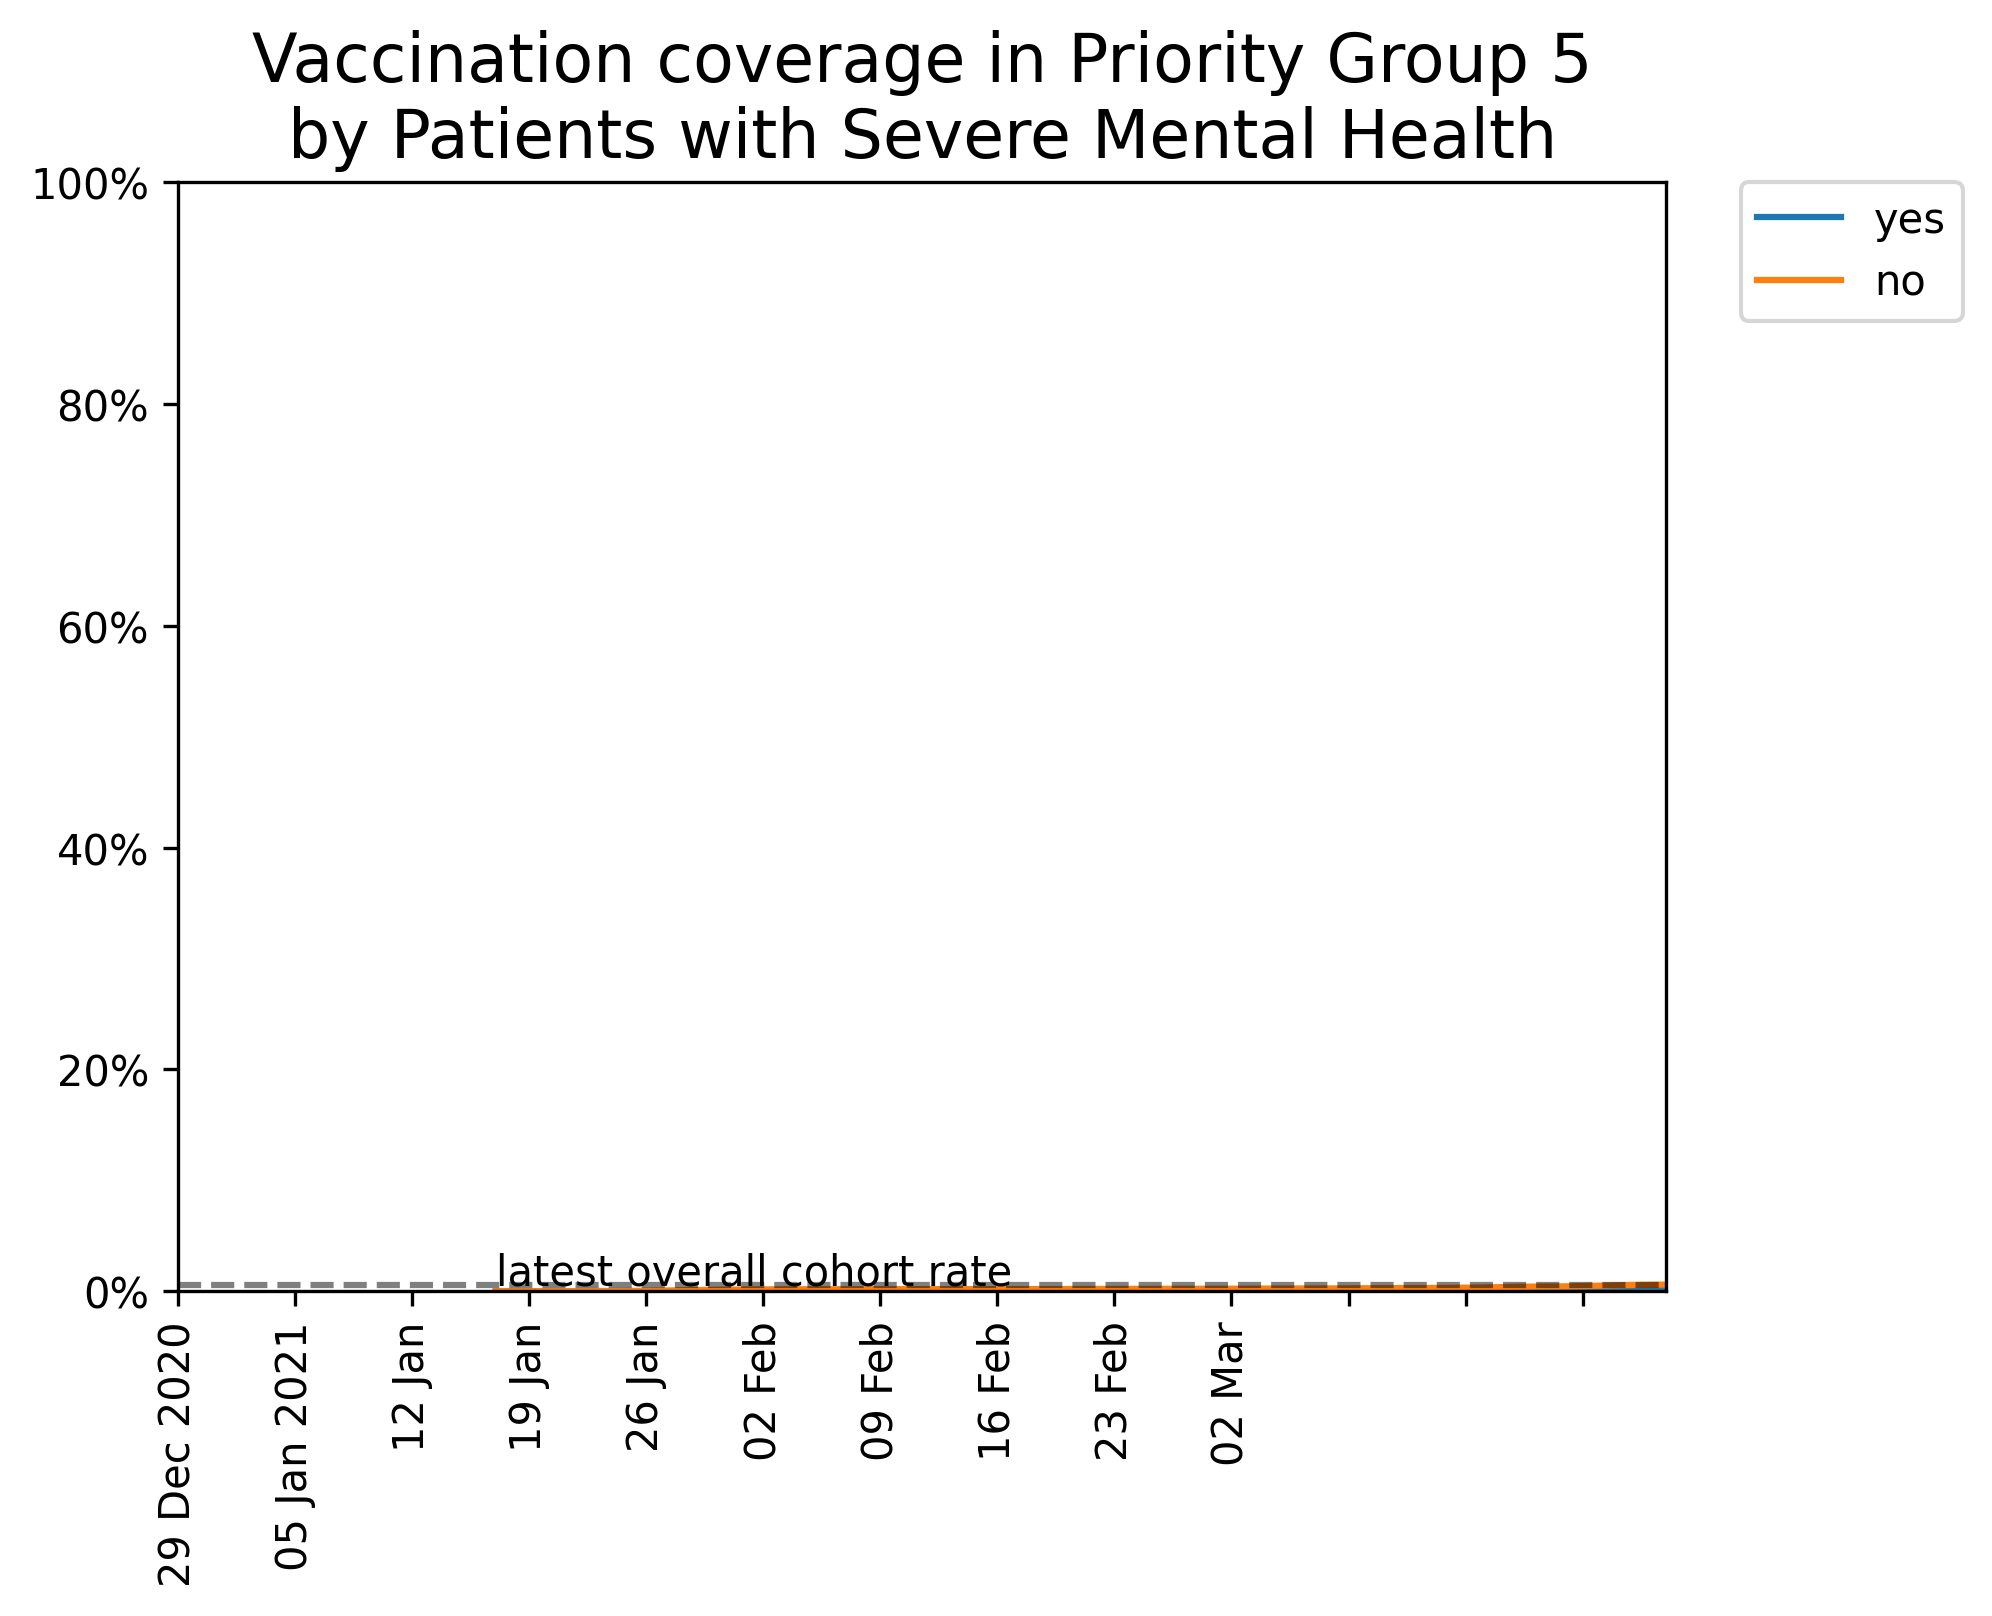 Vaccination coverage in Priority Group 5
by Patients with Severe Mental Health
100%
80%
60%
40%
20%
0%
latest overall cohort rate
29 Dec 2020
05 Jan 2021
12 Jan
19 Jan
26 Jan
02 Feb
09 Feb
16 Feb
23 Feb
02 Mar
yes
no